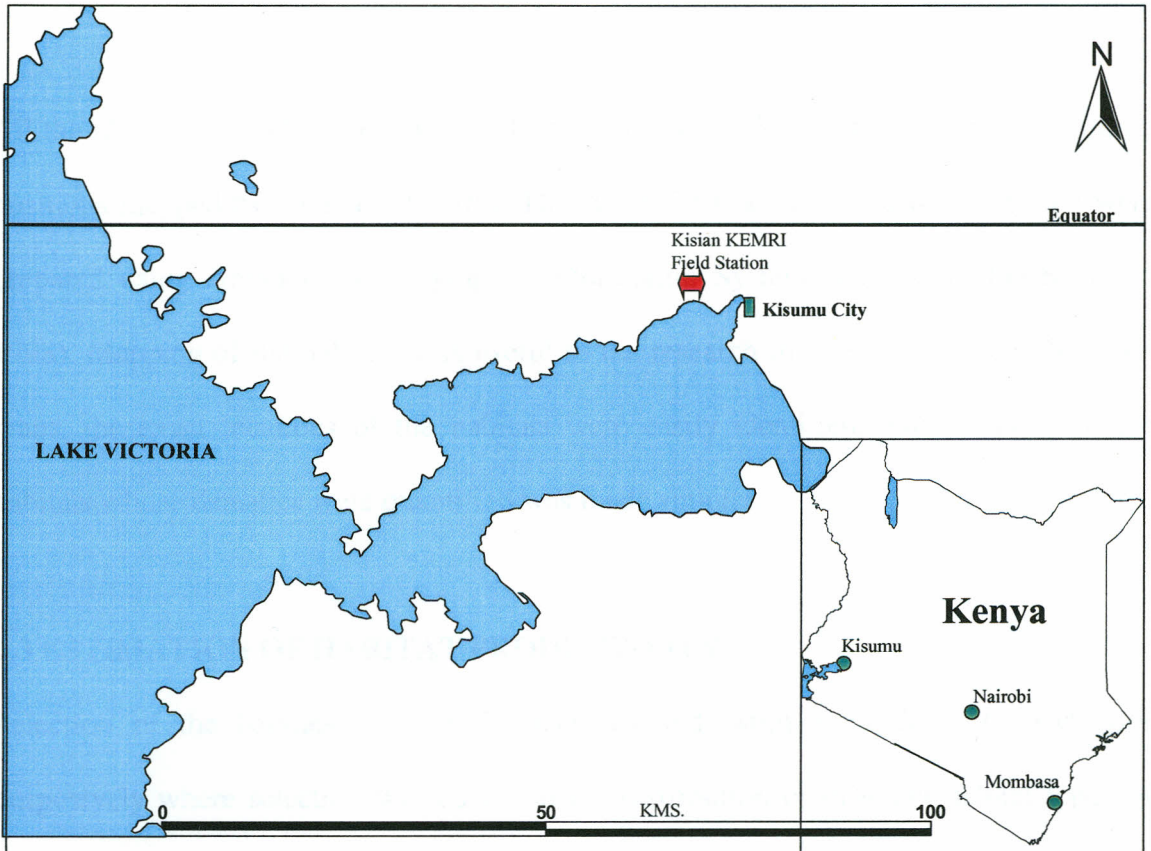 N
Equator
Kisian KEMRI
Field Station
Kisumu City
LAKE VICTORIA
Kenya
Kisumu
Nairobi
Mombasa
0 50 KMS. 100